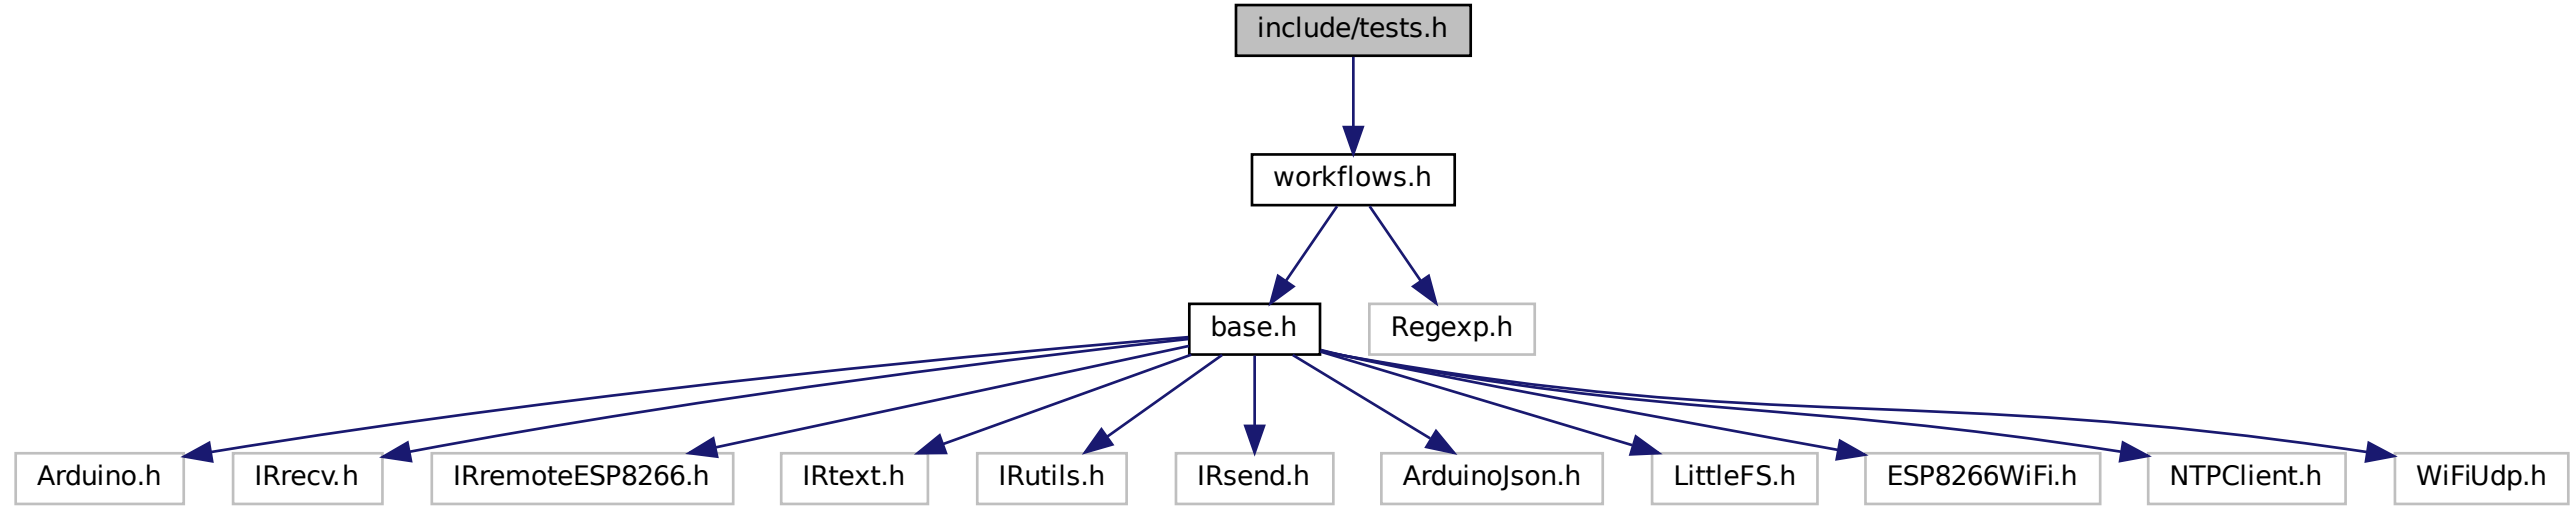 include/tests.h
workflows.h
base.h
Regexp.h
Arduino.h
IRrecv.h
IRremoteESP8266.h
IRtext.h
IRutils.h
IRsend.h
ArduinoJson.h
LittleFS.h
ESP8266WiFi.h
NTPClient.h
WiFiUdp.h